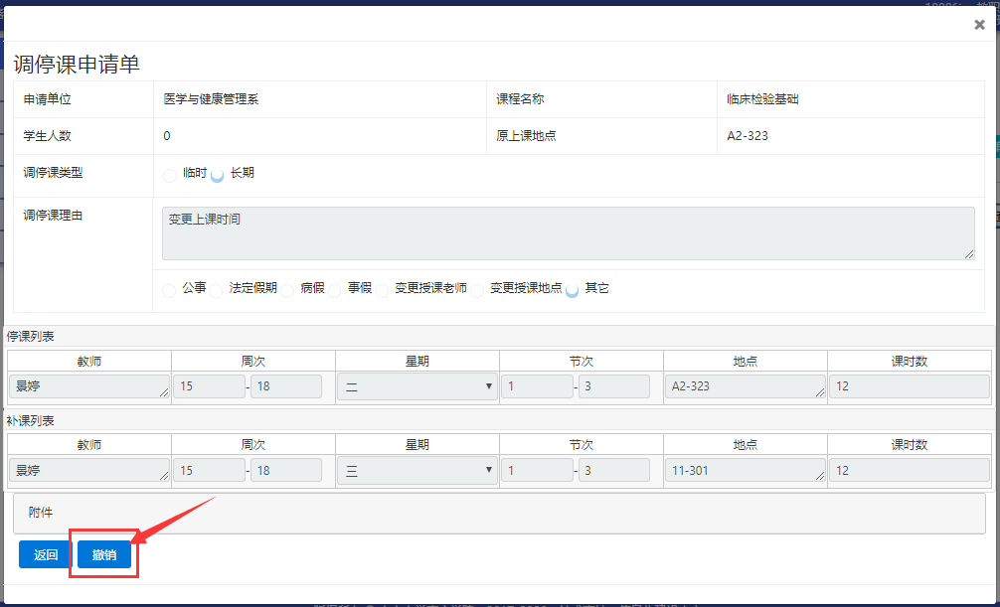 ×
调停课申请单
申请单位 医学与健康管理系 课程名称 临床检验基础
学生人数 0 原上课地点 A2-323
调停课类型 临时 长期
调停课理由 变更上课时间
公事 法定假期 病假 事假 变更授课老师 变更授课地点 其它
停课列表
教师 周次 星期 节次 地点 课时数
景婷 15 - 18 二 1 - 3 A2-323 12
补课列表
教师 周次 星期 节次 地点 课时数
景婷 15 - 18 三 1 - 3 11-301 12
附件
返回 撤销